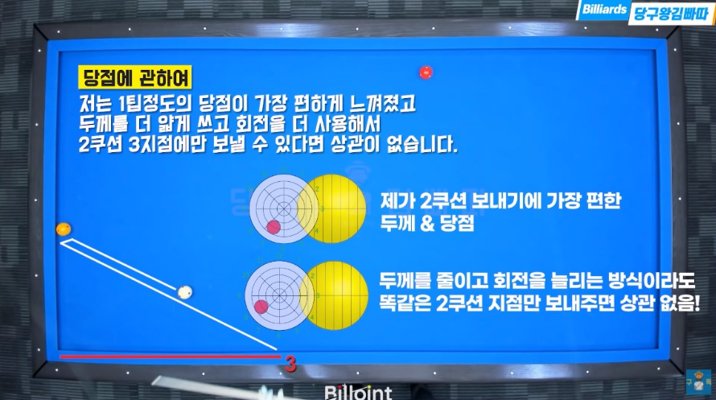 Billiards 당구왕김빠따
당점에 관하여
저는 1팁정도의 당점이 가장 편하게 느껴졌고
두께를 더 얇게 쓰고 회전을 더 사용해서
2쿠션 3지점에만 보낼 수 있다면 상관이 없습니다.
제가 2쿠션 보내기에 가장 편한
두께 & 당점
두께를 줄이고 회전을 늘리는 방식이라도
똑같은 2쿠션 지점만 보내주면 상관 없음!
3
Billoint